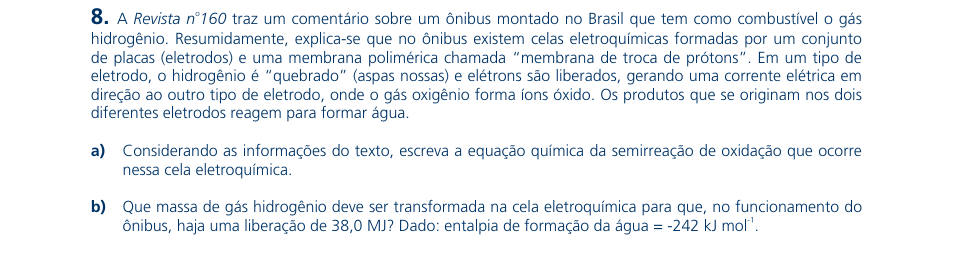 8. A Revista nº160 traz um comentário sobre um ônibus montado no Brasil que tem como combustível o gás
hidrogênio. Resumidamente, explica-se que no ônibus existem celas eletroquímicas formadas por um conjunto
de placas (eletrodos) e uma membrana polimérica chamada “membrana de troca de prótons”. Em um tipo de
eletrodo, o hidrogênio é “quebrado” (aspas nossas) e elétrons são liberados, gerando uma corrente elétrica em
direção ao outro tipo de eletrodo, onde o gás oxigênio forma íons óxido. Os produtos que se originam nos dois
diferentes eletrodos reagem para formar água.
a) Considerando as informações do texto, escreva a equação química da semirreação de oxidação que ocorre
nessa cela eletroquímica.
b) Que massa de gás hidrogênio deve ser transformada na cela eletroquímica para que, no funcionamento do
ônibus, haja uma liberação de 38,0 MJ? Dado: entalpia de formação da água = -242 kJ mol⁻¹.